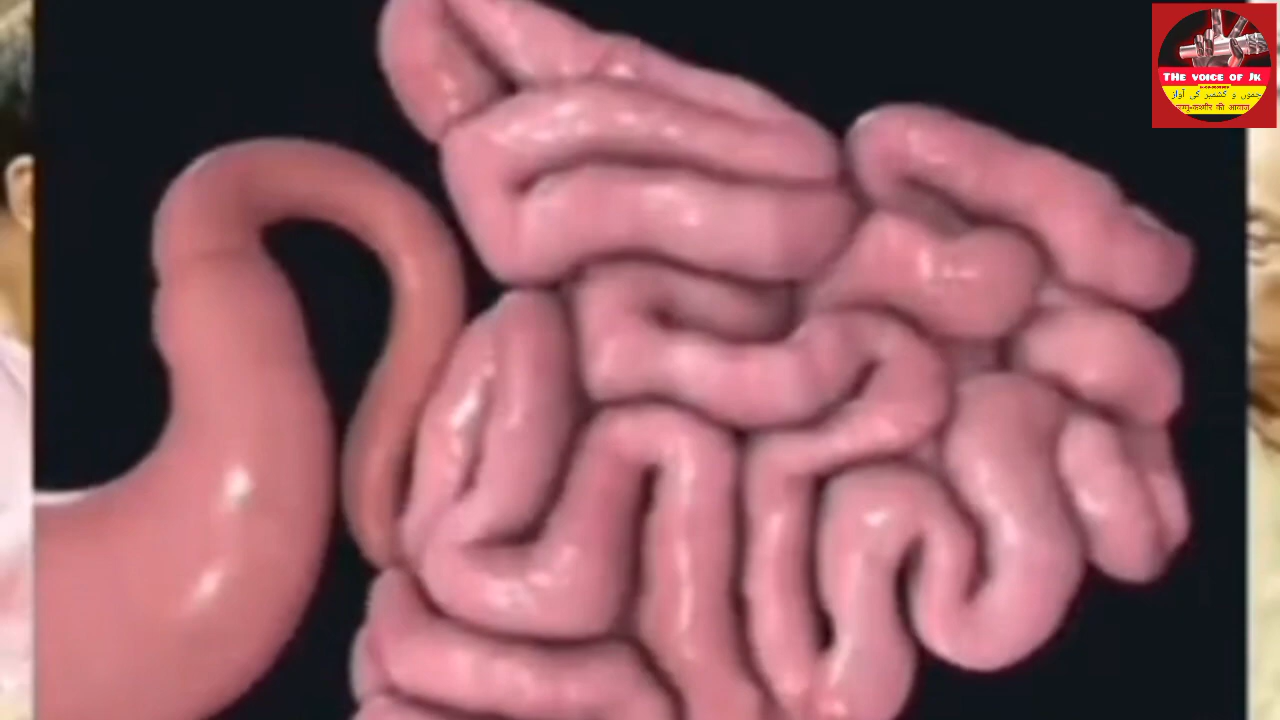 THE VOICE OF JK
جموں و کشمیر کی آواز
जम्मू-कश्मीर की आवाज